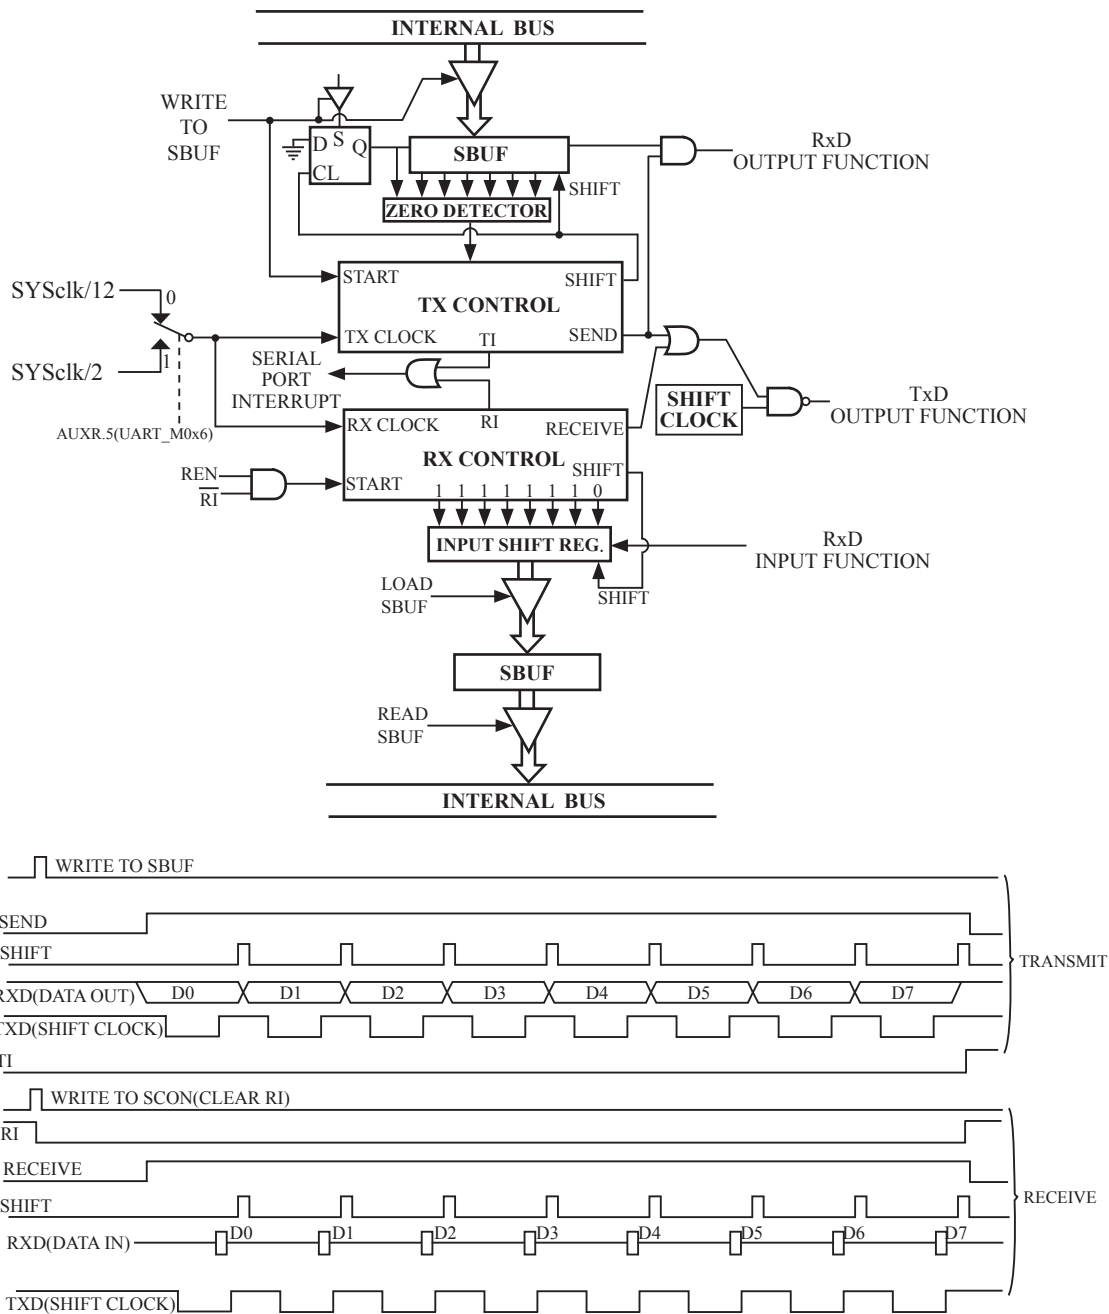 INTERNAL BUS
WRITE
TO
SBUF
D S Q
CL
SBUF
ZERO DETECTOR
SHIFT
RxD
OUTPUT FUNCTION
START
SHIFT
TX CONTROL
TX CLOCK
TI
SEND
SYSclk/12
0
SYSclk/2
1
AUXR.5(UART_M0x6)
SERIAL
PORT
INTERRUPT
SHIFT
CLOCK
TxD
OUTPUT FUNCTION
RX CLOCK
RI
RECEIVE
RX CONTROL
SHIFT
START
1 1 1 1 1 1 1 0
REN
RI
INPUT SHIFT REG.
RxD
INPUT FUNCTION
SHIFT
LOAD
SBUF
SBUF
READ
SBUF
INTERNAL BUS
WRITE TO SBUF
SEND
SHIFT
RXD(DATA OUT) D0 D1 D2 D3 D4 D5 D6 D7
TXD(SHIFT CLOCK)
TI
TRANSMIT
WRITE TO SCON(CLEAR RI)
RI
RECEIVE
SHIFT
RXD(DATA IN) D0 D1 D2 D3 D4 D5 D6 D7
TXD(SHIFT CLOCK)
RECEIVE